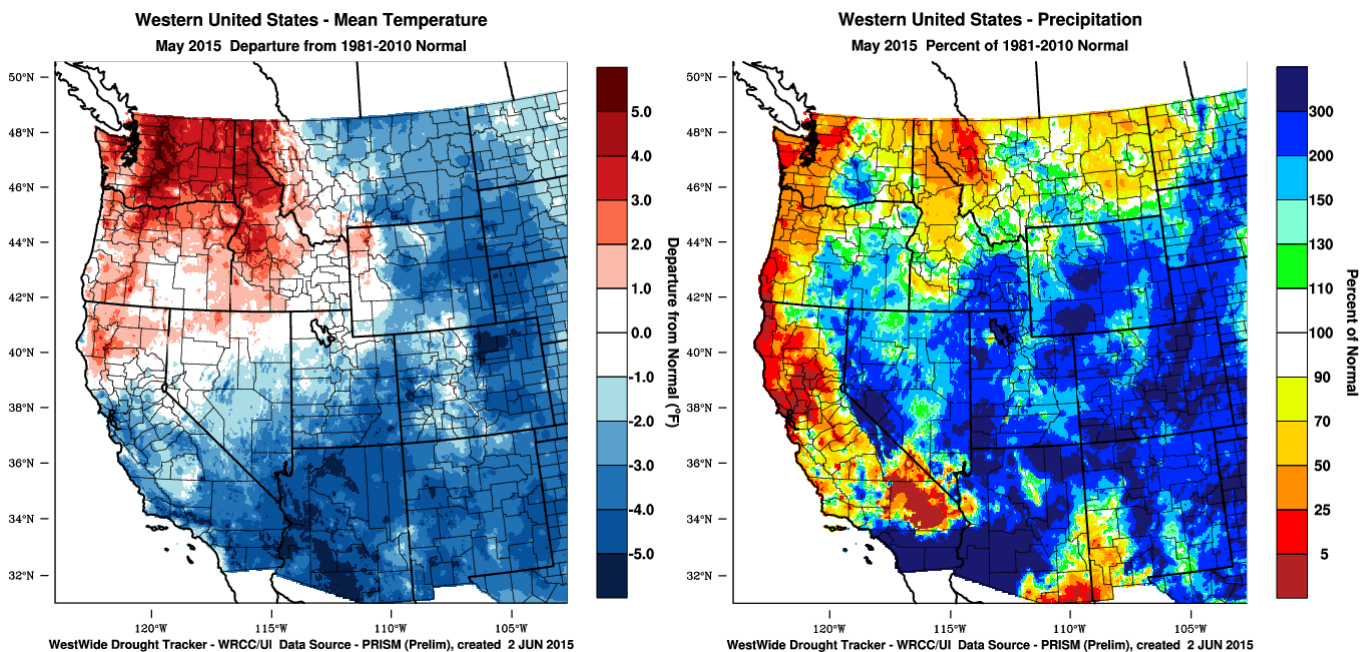 Western United States - Mean Temperature
May 2015 Departure from 1981-2010 Normal
50°N
48°N
46°N
44°N
42°N
40°N
38°N
36°N
34°N
32°N
120°W
115°W
110°W
105°W
5.0
4.0
3.0
2.0
1.0
0.0
-1.0
-2.0
-3.0
-4.0
-5.0
Departure from Normal (°F)
WestWide Drought Tracker - WRCC/UI Data Source - PRISM (Prelim), created 2 JUN 2015
Western United States - Precipitation
May 2015 Percent of 1981-2010 Normal
50°N
48°N
46°N
44°N
42°N
40°N
38°N
36°N
34°N
32°N
120°W
115°W
110°W
105°W
300
200
150
130
110
100
90
70
50
25
5
Percent of Normal
WestWide Drought Tracker - WRCC/UI Data Source - PRISM (Prelim), created 2 JUN 2015